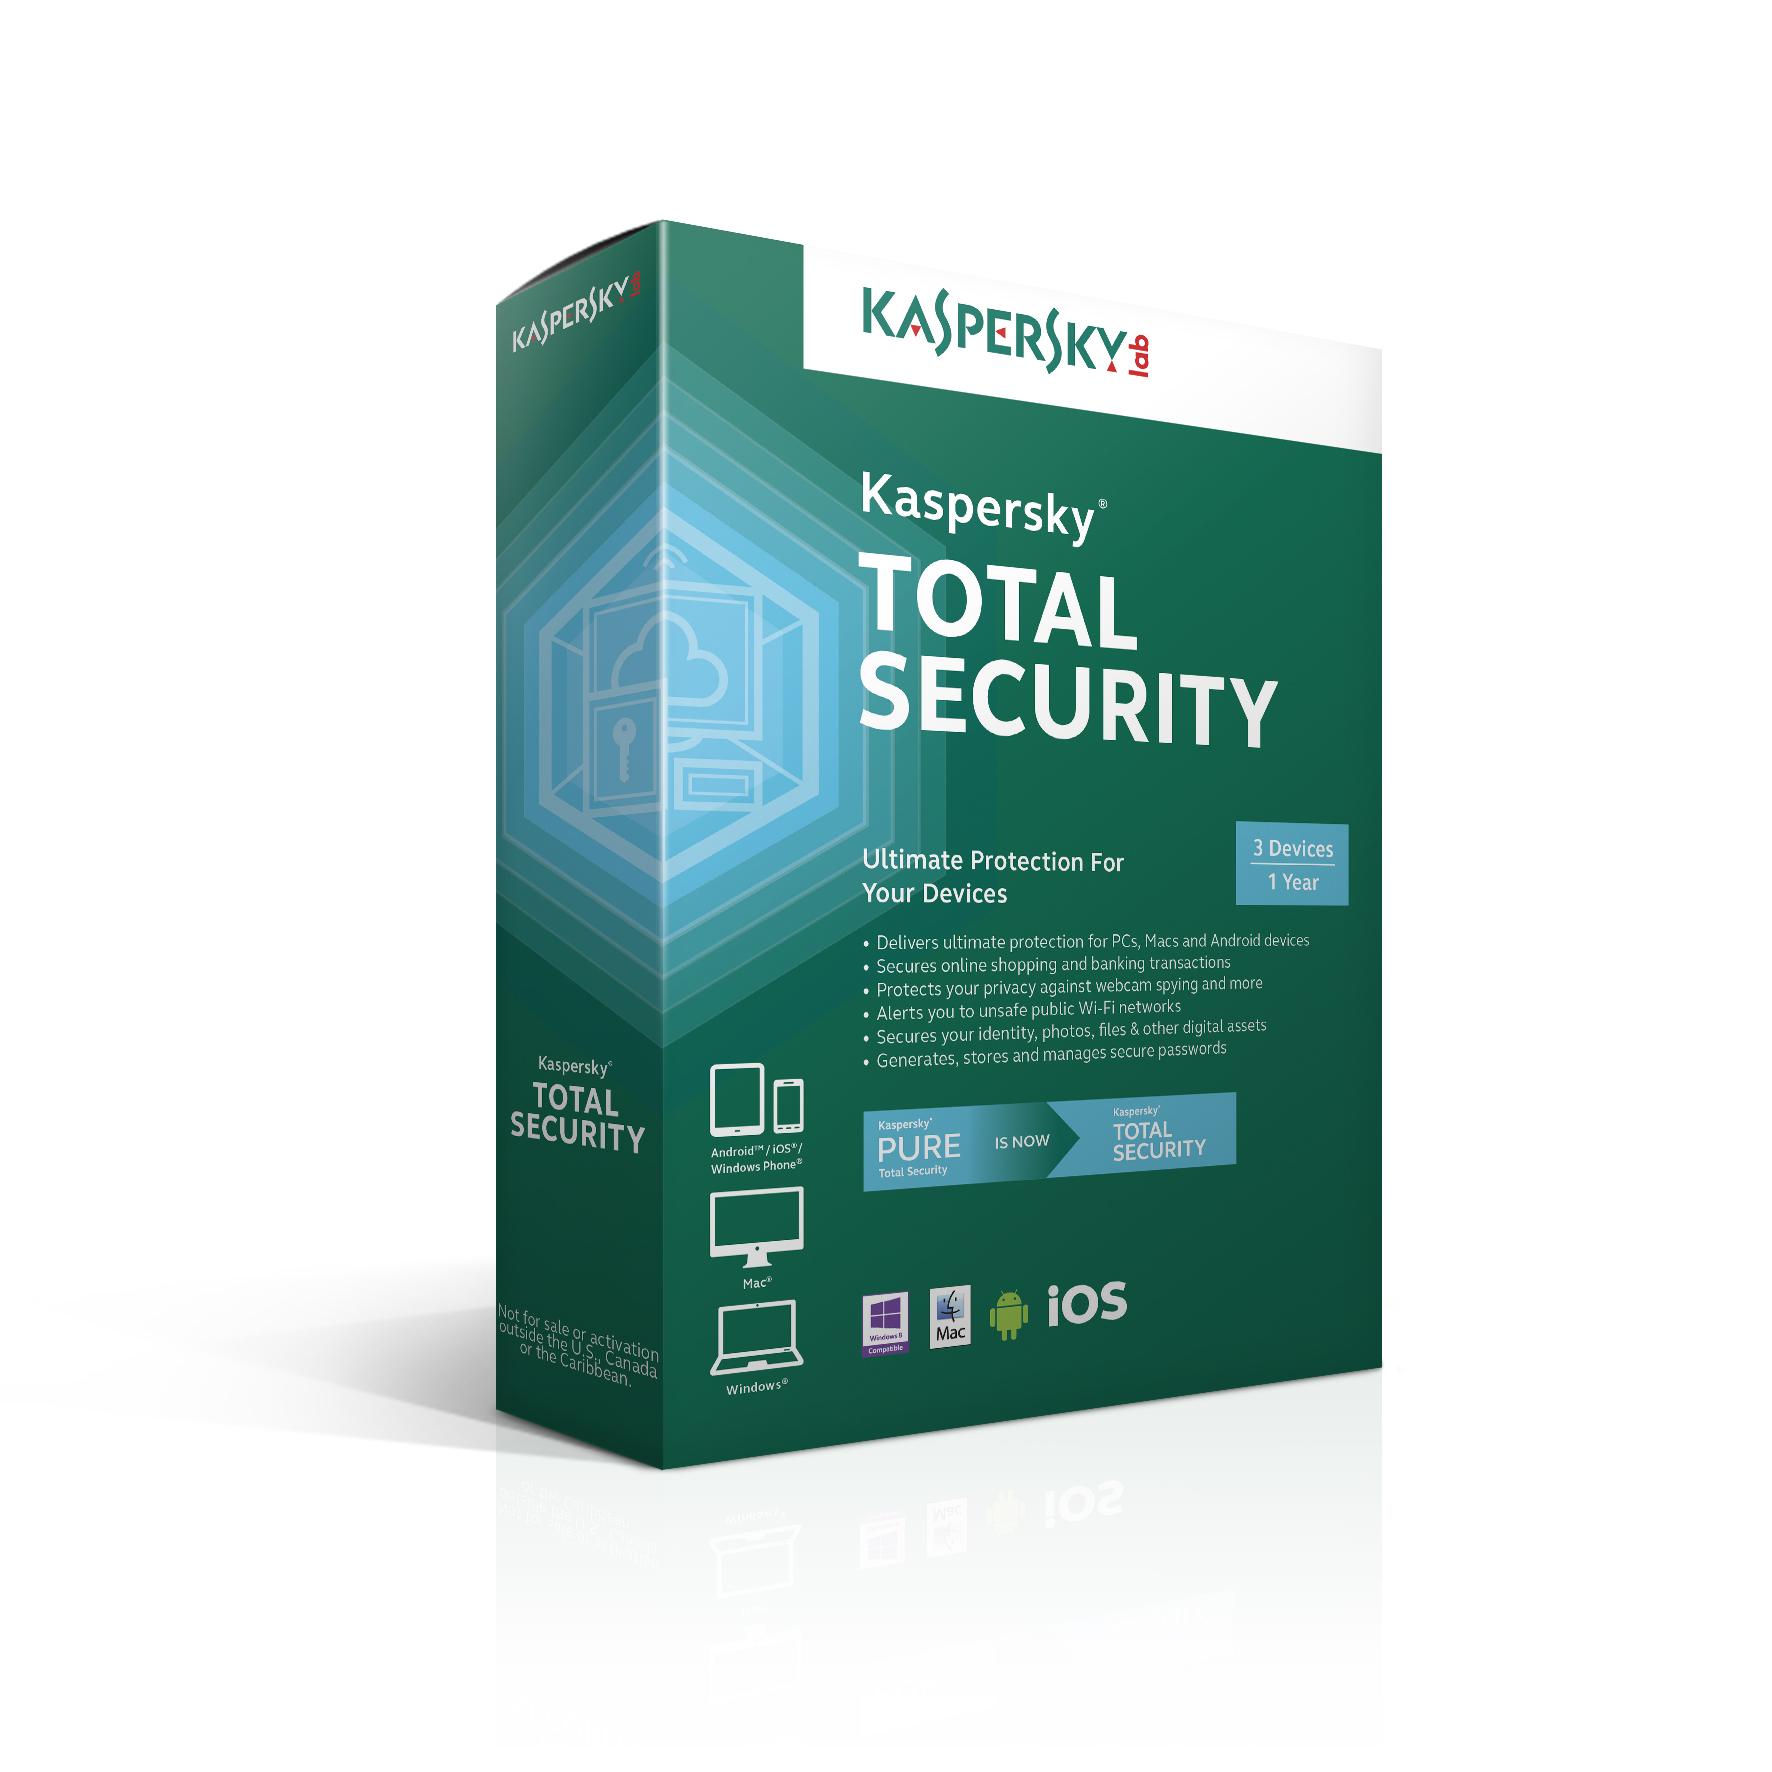 KASPERSKY lab
KASPERSKY lab
Kaspersky®
TOTAL
SECURITY
Ultimate Protection For
Your Devices
3 Devices
1 Year
• Delivers ultimate protection for PCs, Macs and Android devices
• Secures online shopping and banking transactions
• Protects your privacy against webcam spying and more
• Alerts you to unsafe public Wi-Fi networks
• Secures your identity, photos, files & other digital assets
• Generates, stores and manages secure passwords
Kaspersky®
TOTAL
SECURITY
Android™ / iOS® /
Windows Phone®
Mac®
Windows®
Kaspersky®
PURE
Total Security
IS NOW
Kaspersky®
TOTAL
SECURITY
Windows 8
Compatible
Mac
iOS
Not for sale or activation
outside the U.S., Canada
or the Caribbean.